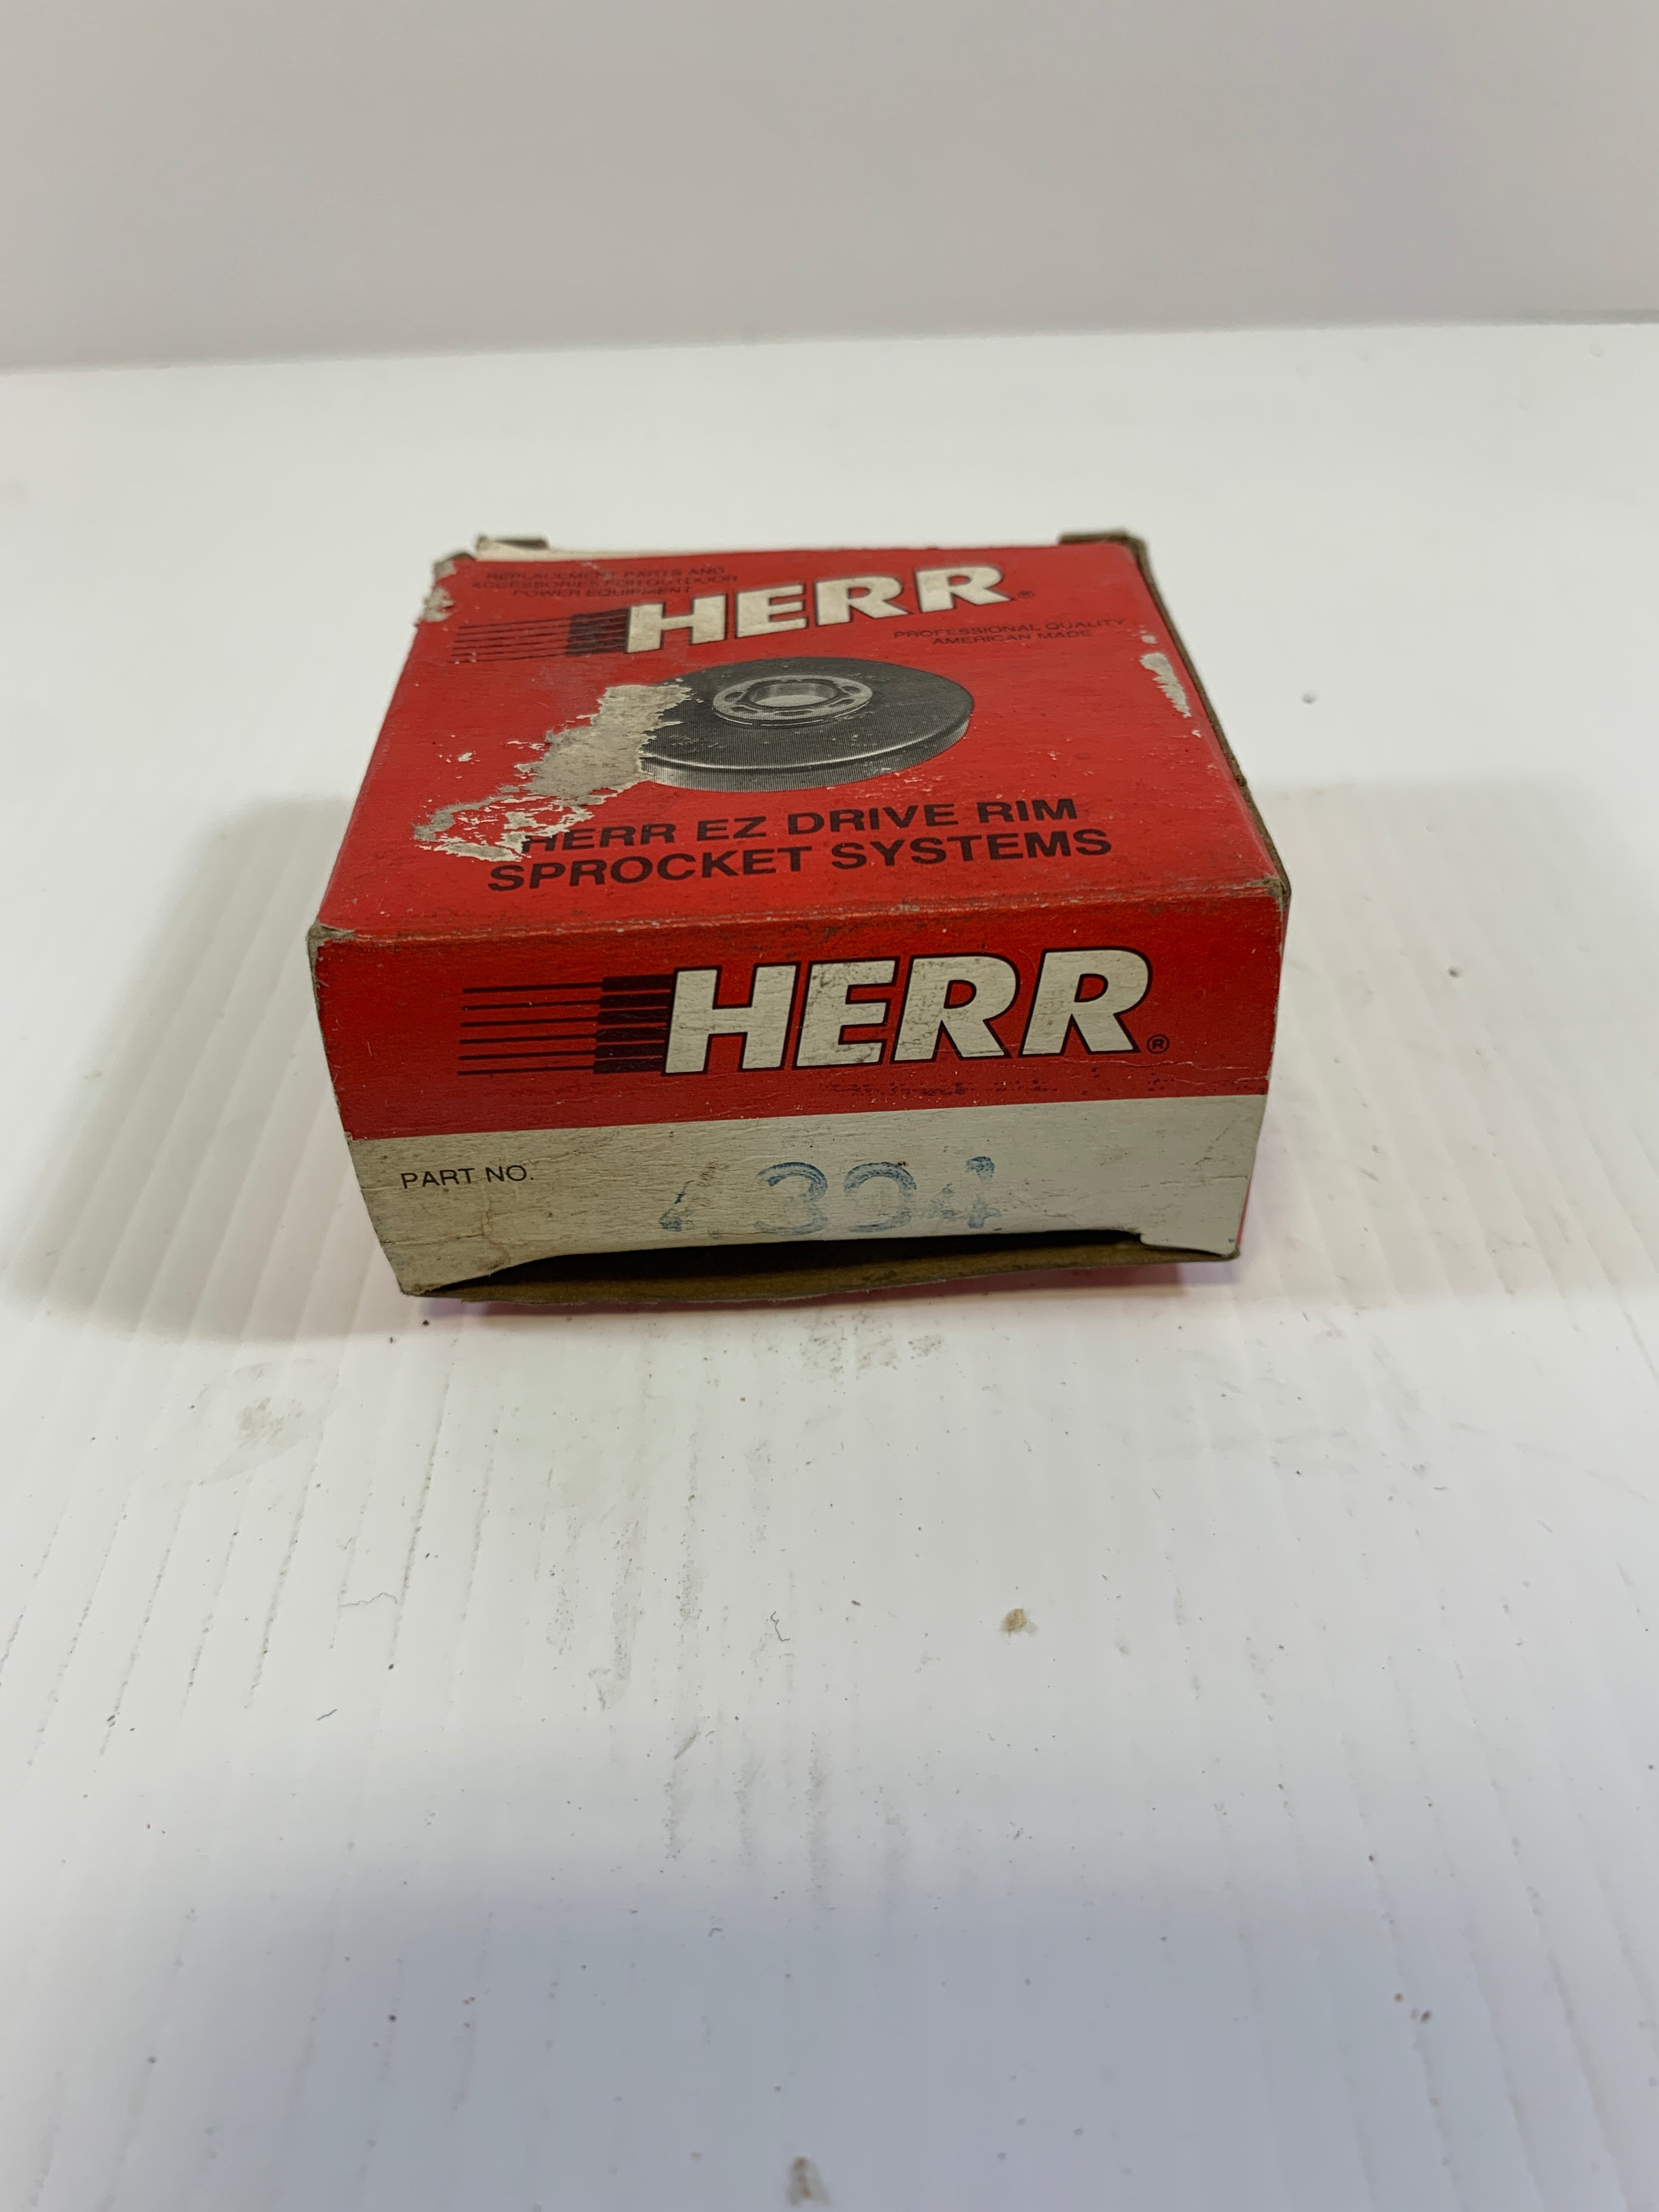 REPLACEMENT PARTS AND
ACCESSORIES FOR OUTDOOR
POWER EQUIPMENT
HERR®
PROFESSIONAL QUALITY
AMERICAN MADE
HERR EZ DRIVE RIM
SPROCKET SYSTEMS
HERR®
PART NO.